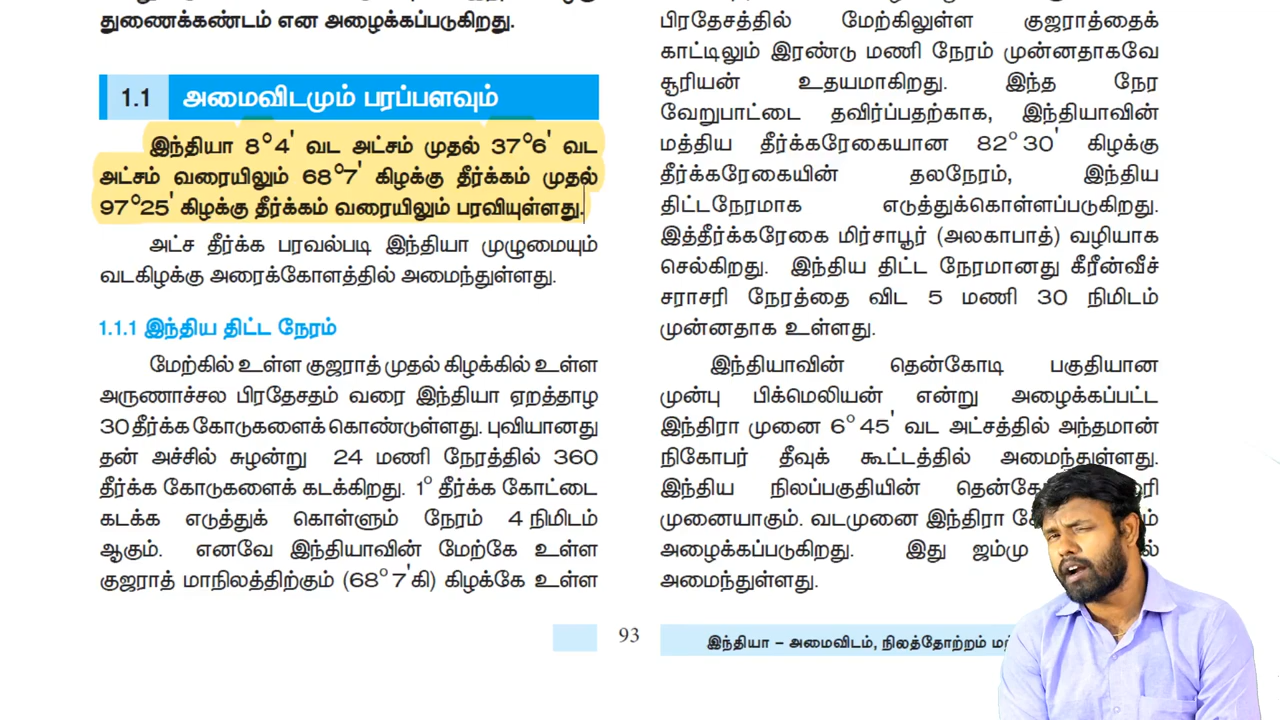 துணைக்கண்டம் என அழைக்கப்படுகிறது.
1.1 அமைவிடமும் பரப்பளவும்
இந்தியா 8°4' வட அட்சம் முதல் 37°6' வட
அட்சம் வரையிலும் 68°7' கிழக்கு தீர்க்கம் முதல்
97°25' கிழக்கு தீர்க்கம் வரையிலும் பரவியுள்ளது.
அட்ச தீர்க்க பரவல்படி இந்தியா முழுமையும்
வடகிழக்கு அரைக்கோளத்தில் அமைந்துள்ளது.
1.1.1 இந்திய திட்ட நேரம்
மேற்கில் உள்ள குஜராத் முதல் கிழக்கில் உள்ள
அருணாச்சல பிரதேசதம் வரை இந்தியா ஏறத்தாழ
30 தீர்க்க கோடுகளைக் கொண்டுள்ளது. புவியானது
தன் அச்சில் சுழன்று 24 மணி நேரத்தில் 360
தீர்க்க கோடுகளைக் கடக்கிறது. 1° தீர்க்க கோட்டை
கடக்க எடுத்துக் கொள்ளும் நேரம் 4 நிமிடம்
ஆகும். எனவே இந்தியாவின் மேற்கே உள்ள
குஜராத் மாநிலத்திற்கும் (68° 7'கி) கிழக்கே உள்ள
பிரதேசத்தில் மேற்கிலுள்ள குஜராத்தைக்
காட்டிலும் இரண்டு மணி நேரம் முன்னதாகவே
சூரியன் உதயமாகிறது. இந்த நேர
வேறுபாட்டை தவிர்ப்பதற்காக, இந்தியாவின்
மத்திய தீர்க்கரேகையான 82° 30' கிழக்கு
தீர்க்கரேகையின் தலநேரம், இந்திய
திட்டநேரமாக எடுத்துக்கொள்ளப்படுகிறது.
இத்தீர்க்கரேகை மிர்சாபூர் (அலகாபாத்) வழியாக
செல்கிறது. இந்திய திட்ட நேரமானது கிரீன்வீச்
சராசரி நேரத்தை விட 5 மணி 30 நிமிடம்
முன்னதாக உள்ளது.
இந்தியாவின் தென்கோடி பகுதியான
முன்பு பிக்மெலியன் என்று அழைக்கப்பட்ட
இந்திரா முனை 6° 45' வட அட்சத்தில் அந்தமான்
நிகோபர் தீவுக் கூட்டத்தில் அமைந்துள்ளது.
இந்திய நிலப்பகுதியின்
முனையாகும். வடமுனை இந்திரா
அழைக்கப்படுகிறது. இது ஜம்மு
அமைந்துள்ளது.
93
இந்தியா – அமைவிடம், நிலத்தோற்றம்